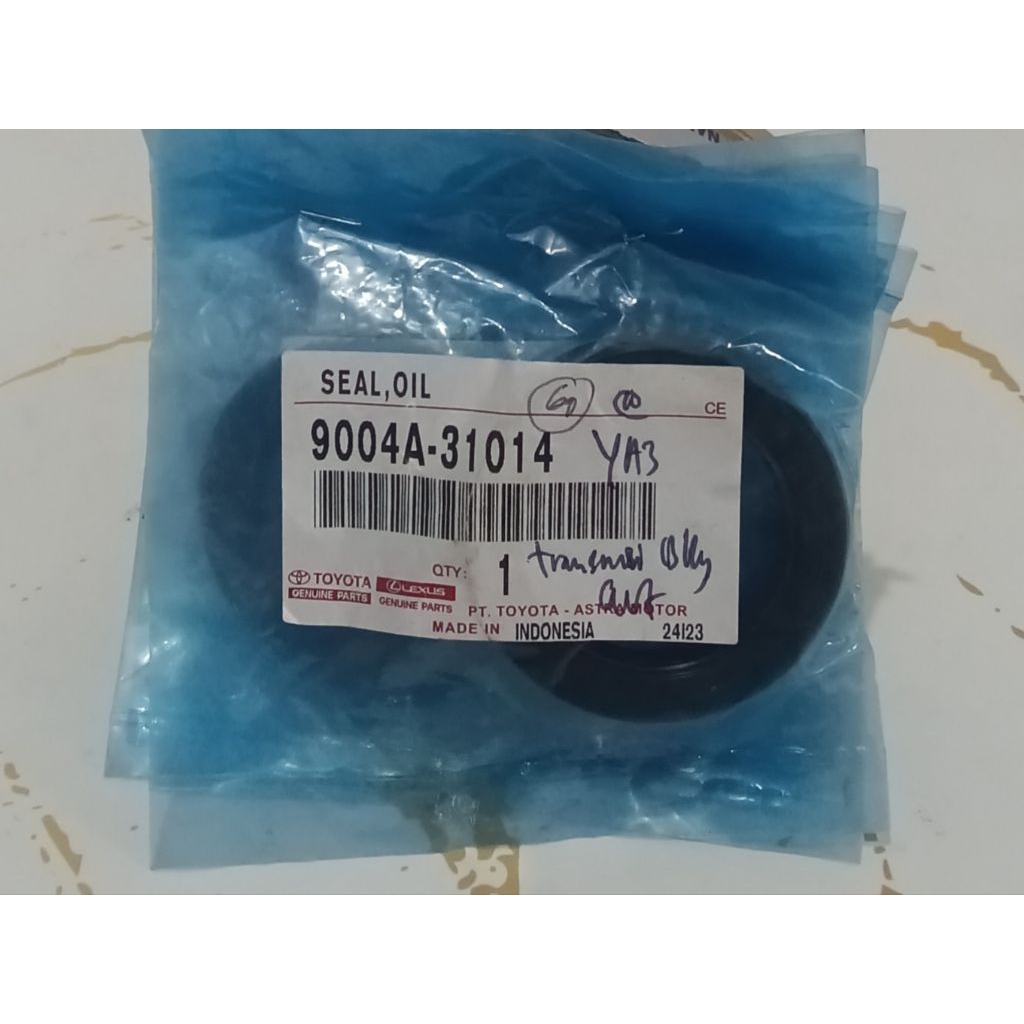 SEAL,OIL
CE
9004A-31014
YA3
QTY: 1
TOYOTA
GENUINE PARTS
LEXUS
GENUINE PARTS
PT. TOYOTA - ASTRA MOTOR
MADE IN INDONESIA 24I23